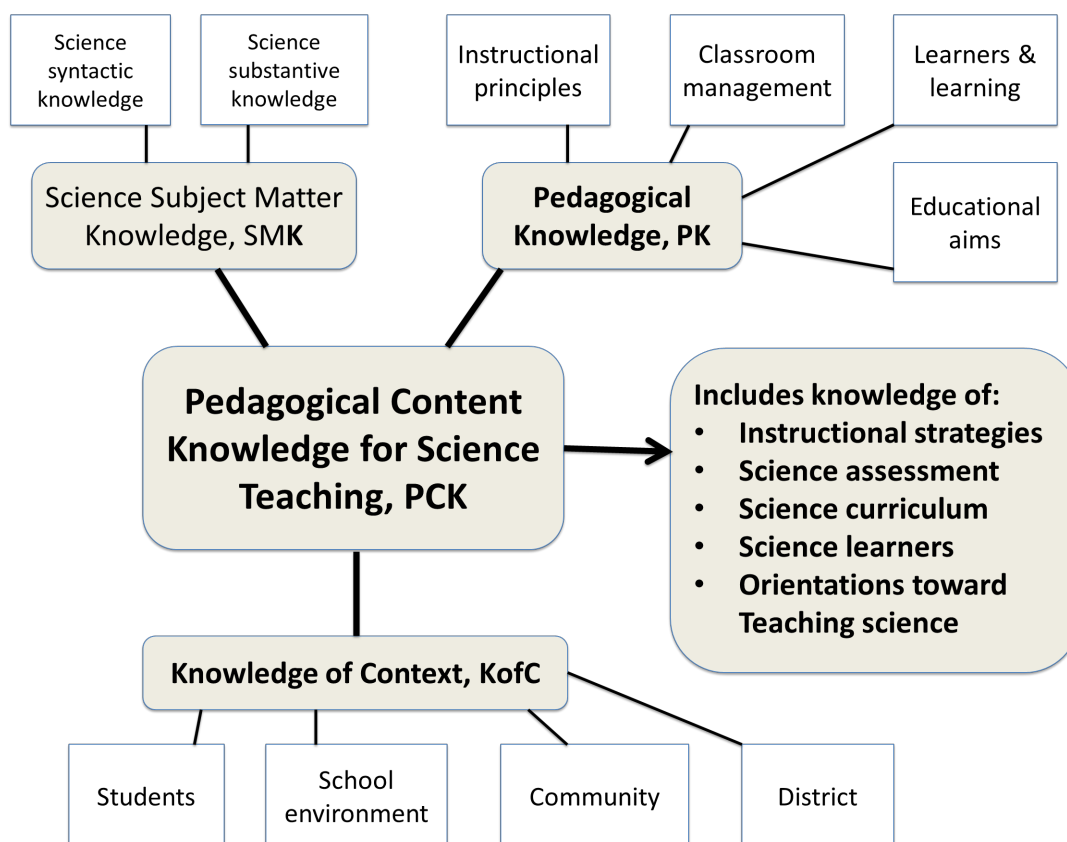 Science
syntactic
knowledge
Science
substantive
knowledge
Instructional
principles
Classroom
management
Learners &
learning
Science Subject Matter
Knowledge, SMK
Pedagogical
Knowledge, PK
Educational
aims
Pedagogical Content
Knowledge for Science
Teaching, PCK
Includes knowledge of:
• Instructional strategies
• Science assessment
• Science curriculum
• Science learners
• Orientations toward
Teaching science
Knowledge of Context, KofC
Students
School
environment
Community
District